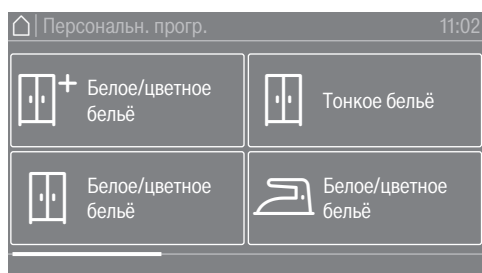 Персональн. прогр.
11:02
Белое/цветное
бельё
Тонкое бельё
Белое/цветное
бельё
Белое/цветное
бельё